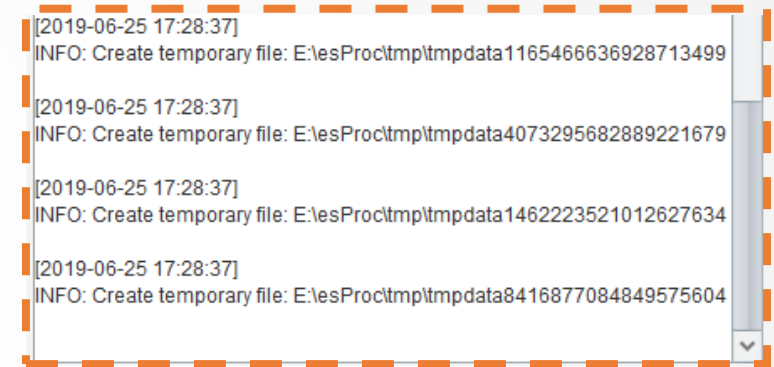 [2019-06-25 17:28:37]
INFO: Create temporary file: E:\esProc\tmp\tmpdata1165466636928713499
[2019-06-25 17:28:37]
INFO: Create temporary file: E:\esProc\tmp\tmpdata4073295682889221679
[2019-06-25 17:28:37]
INFO: Create temporary file: E:\esProc\tmp\tmpdata1462223521012627634
[2019-06-25 17:28:37]
INFO: Create temporary file: E:\esProc\tmp\tmpdata8416877084849575604